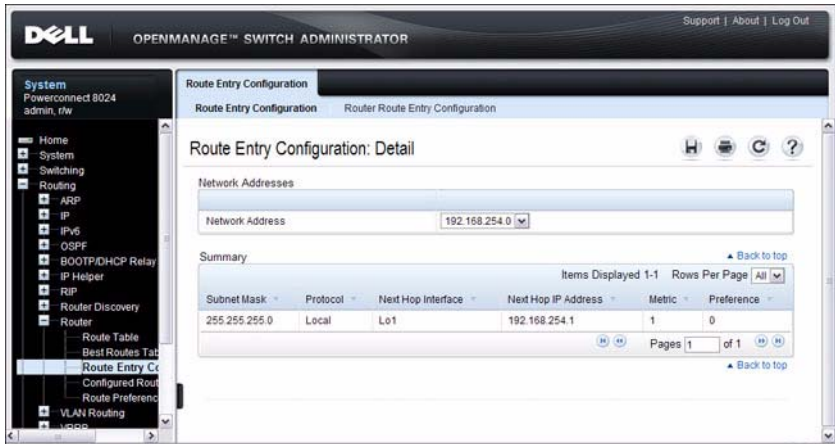 Support | About | Log Out
DELL
OPENMANAGE™ SWITCH ADMINISTRATOR
System
Powerconnect 8024
admin, r/w
Home
System
Switching
Routing
ARP
IP
IPv6
OSPF
BOOTP/DHCP Relay
IP Helper
RIP
Router Discovery
Router
Route Table
Best Routes Tab
Route Entry Co
Configured Rout
Route Preferenc
VLAN Routing
VRRP
Route Entry Configuration
Route Entry Configuration Router Route Entry Configuration
Route Entry Configuration: Detail
Network Addresses
Network Address 192.168.254.0
Back to top
Summary
Items Displayed 1-1 Rows Per Page All
Subnet Mask Protocol Next Hop Interface Next Hop IP Address Metric Preference
255.255.255.0 Local Lo1 192.168.254.1 1 0
Pages 1 of 1
Back to top